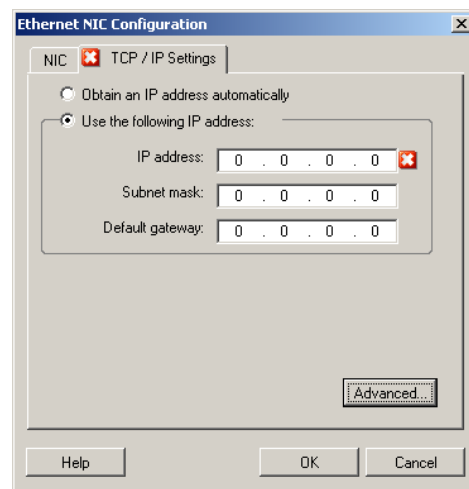 Ethernet NIC Configuration
NIC TCP / IP Settings
Obtain an IP address automatically
Use the following IP address:
IP address: 0 . 0 . 0 . 0
Subnet mask: 0 . 0 . 0 . 0
Default gateway: 0 . 0 . 0 . 0
Advanced...
Help OK Cancel